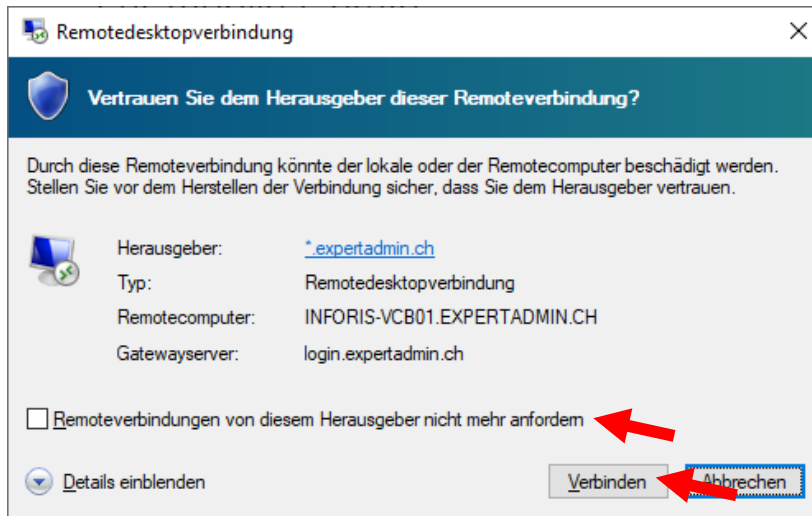 Remotedesktopverbindung
Vertrauen Sie dem Herausgeber dieser Remoteverbindung?
Durch diese Remoteverbindung könnte der lokale oder der Remotecomputer beschädigt werden.
Stellen Sie vor dem Herstellen der Verbindung sicher, dass Sie dem Herausgeber vertrauen.
Herausgeber: *.expertadmin.ch
Typ: Remotedesktopverbindung
Remotecomputer: INFORIS-VCB01.EXPERTADMIN.CH
Gatewayserver: login.expertadmin.ch
Remoteverbindungen von diesem Herausgeber nicht mehr anfordern
Details einblenden Verbinden Abbrechen